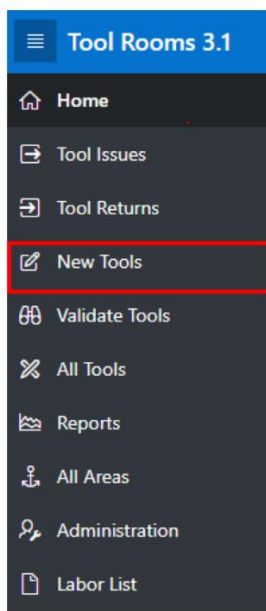 Tool Rooms 3.1
Home
Tool Issues
Tool Returns
New Tools
Validate Tools
All Tools
Reports
All Areas
Administration
Labor List